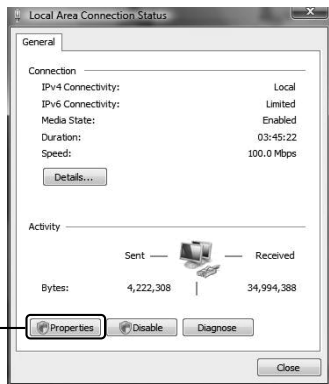 Local Area Connection Status
General
Connection
IPv4 Connectivity: Local
IPv6 Connectivity: Limited
Media State: Enabled
Duration: 03:45:22
Speed: 100.0 Mbps
Details...
Activity
Sent Received
Bytes: 4,222,308 34,994,388
Properties Disable Diagnose
Close